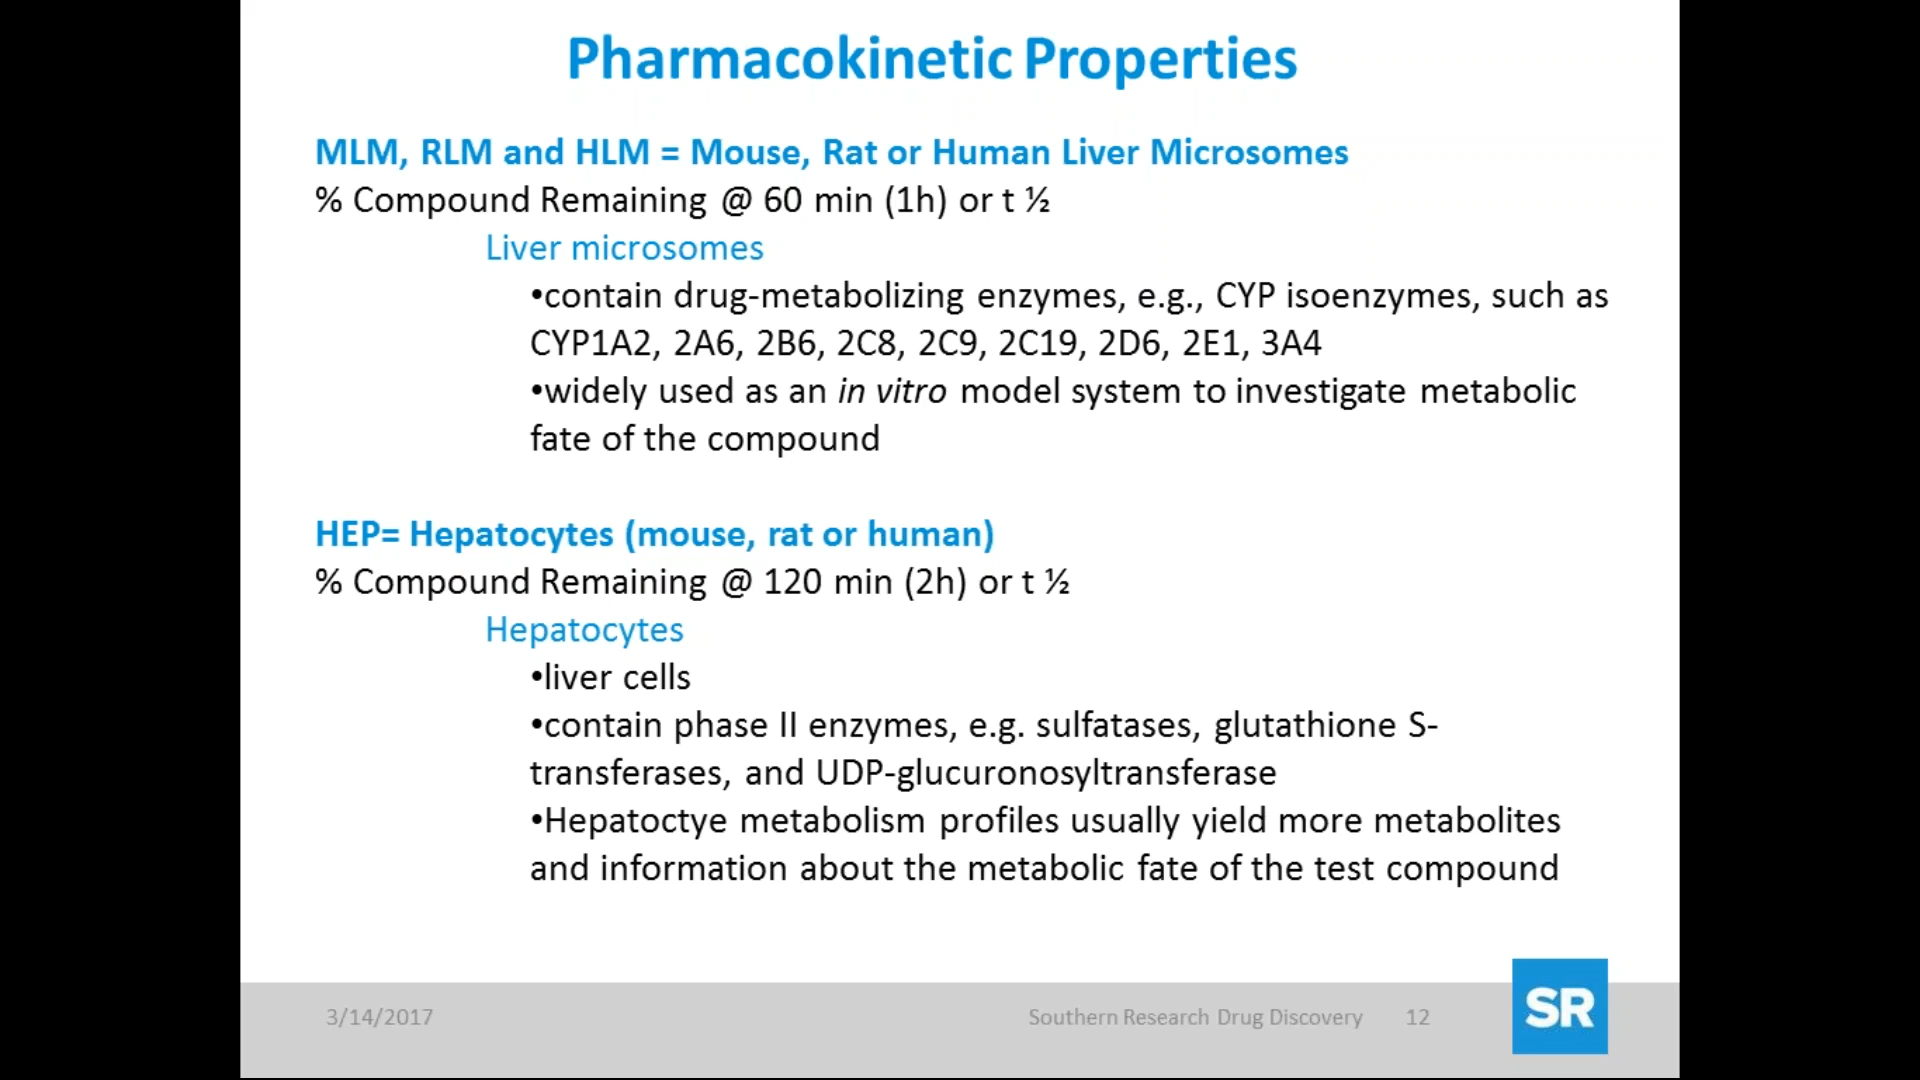 Pharmacokinetic Properties
MLM, RLM and HLM = Mouse, Rat or Human Liver Microsomes
% Compound Remaining @ 60 min (1h) or t ½
Liver microsomes
•contain drug-metabolizing enzymes, e.g., CYP isoenzymes, such as
CYP1A2, 2A6, 2B6, 2C8, 2C9, 2C19, 2D6, 2E1, 3A4
•widely used as an in vitro model system to investigate metabolic
fate of the compound
HEP= Hepatocytes (mouse, rat or human)
% Compound Remaining @ 120 min (2h) or t ½
Hepatocytes
•liver cells
•contain phase II enzymes, e.g. sulfatases, glutathione S-
transferases, and UDP-glucuronosyltransferase
•Hepatoctye metabolism profiles usually yield more metabolites
and information about the metabolic fate of the test compound
3/14/2017
Southern Research Drug Discovery 12
SR